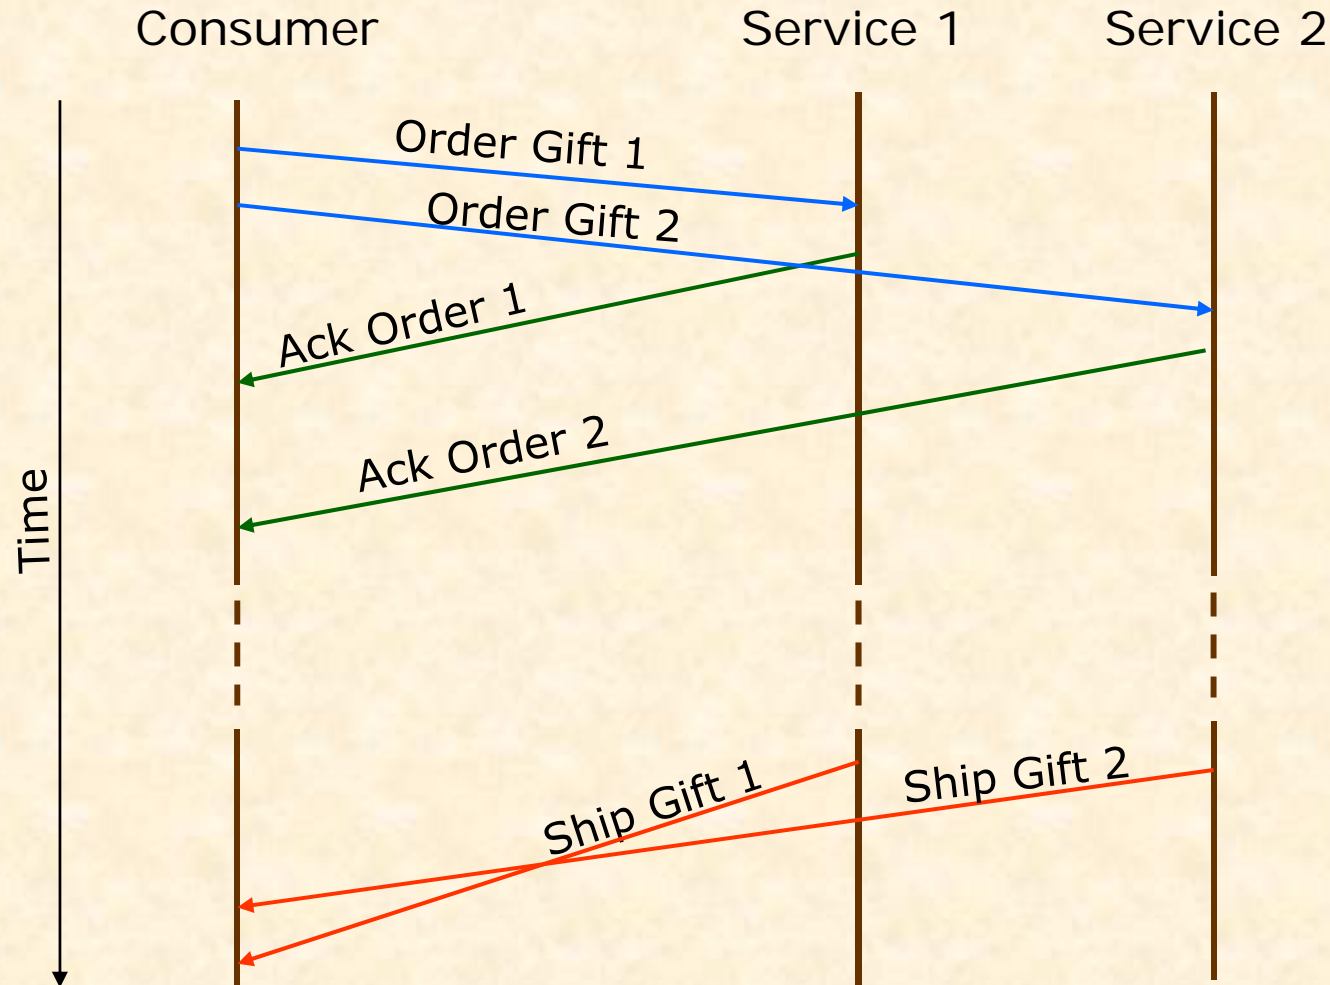 Consumer
Service 1
Service 2
Order Gift 1
Order Gift 2
Ack Order 1
Ack Order 2
Time
Ship Gift 1
Ship Gift 2